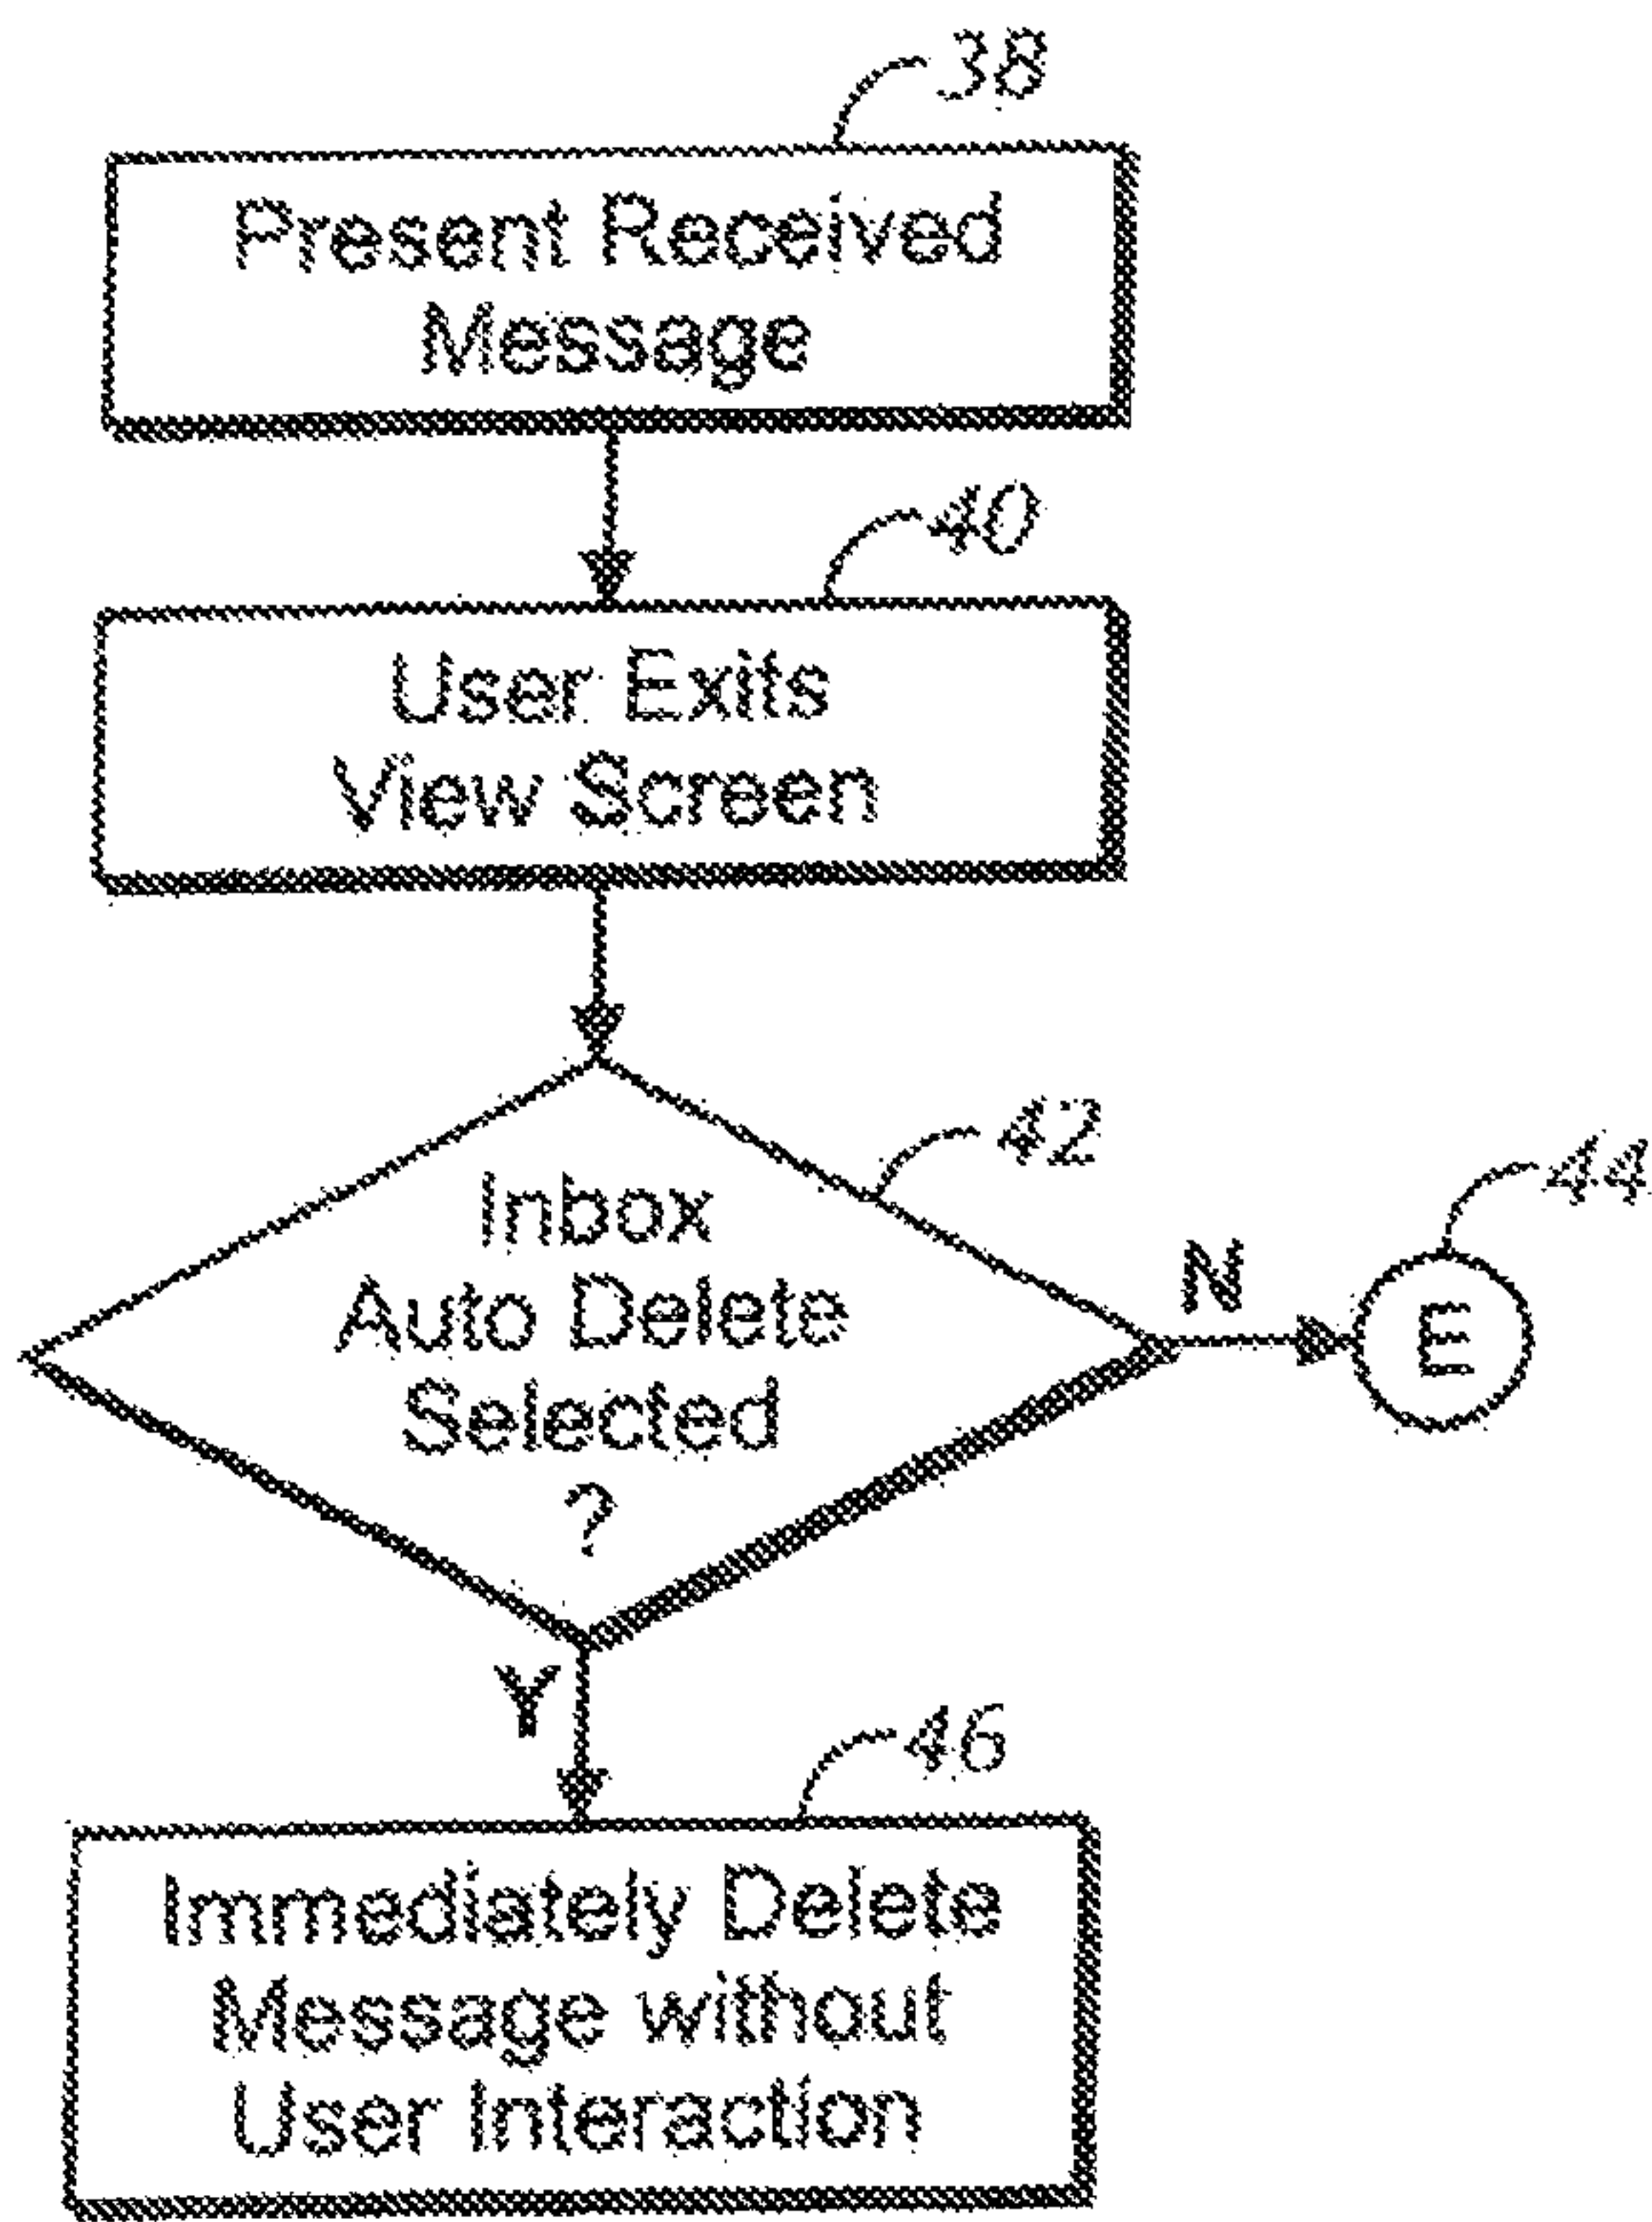 38
Present Received
Message
40
User Exits
View Screen
42
Inbox
Auto Delete
Selected
?
N
44
E
Y
46
Immediately Delete
Message without
User Interaction